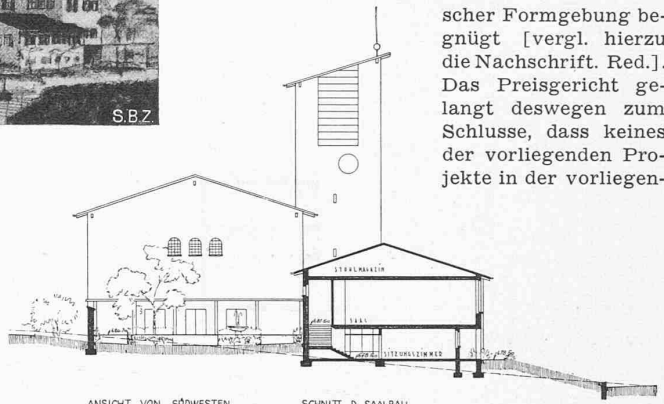 scher Formgebung be-
gnügt [vergl. hierzu
die Nachschrift. Red.].
Das Preisgericht ge-
langt deswegen zum
Schlusse, dass keines
der vorliegenden Pro-
jekte in der vorliegen-
S.B.Z.
SAAL
SITZUNGSZIMMER
ANSICHT VON SÜDWESTEN
SCHNITT D. SAALBAU